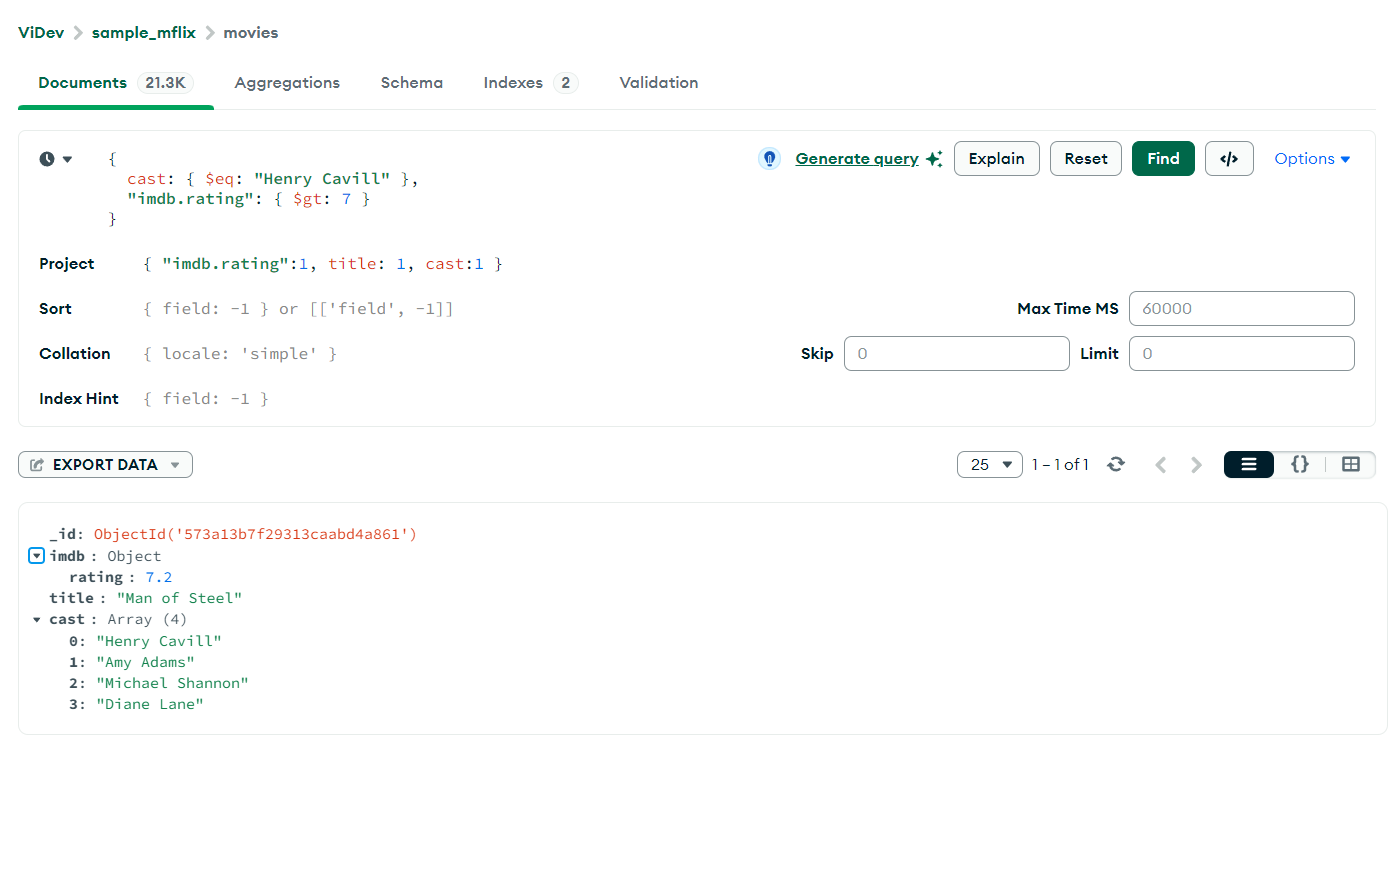 ViDev > sample_mflix > movies
Documents 21.3K Aggregations Schema Indexes 2 Validation
{
cast: { $eq: "Henry Cavill" },
"imdb.rating": { $gt: 7 }
}
Generate query Explain Reset Find </> Options
Project { "imdb.rating":1, title: 1, cast:1 }
Sort { field: -1 } or [['field', -1]]
Max Time MS 60000
Collation { locale: 'simple' }
Skip 0 Limit 0
Index Hint { field: -1 }
EXPORT DATA 25 1 – 1 of 1 {}
_id: ObjectId('573a13b7f29313caabd4a861')
imdb : Object
rating : 7.2
title : "Man of Steel"
cast : Array (4)
0: "Henry Cavill"
1: "Amy Adams"
2: "Michael Shannon"
3: "Diane Lane"